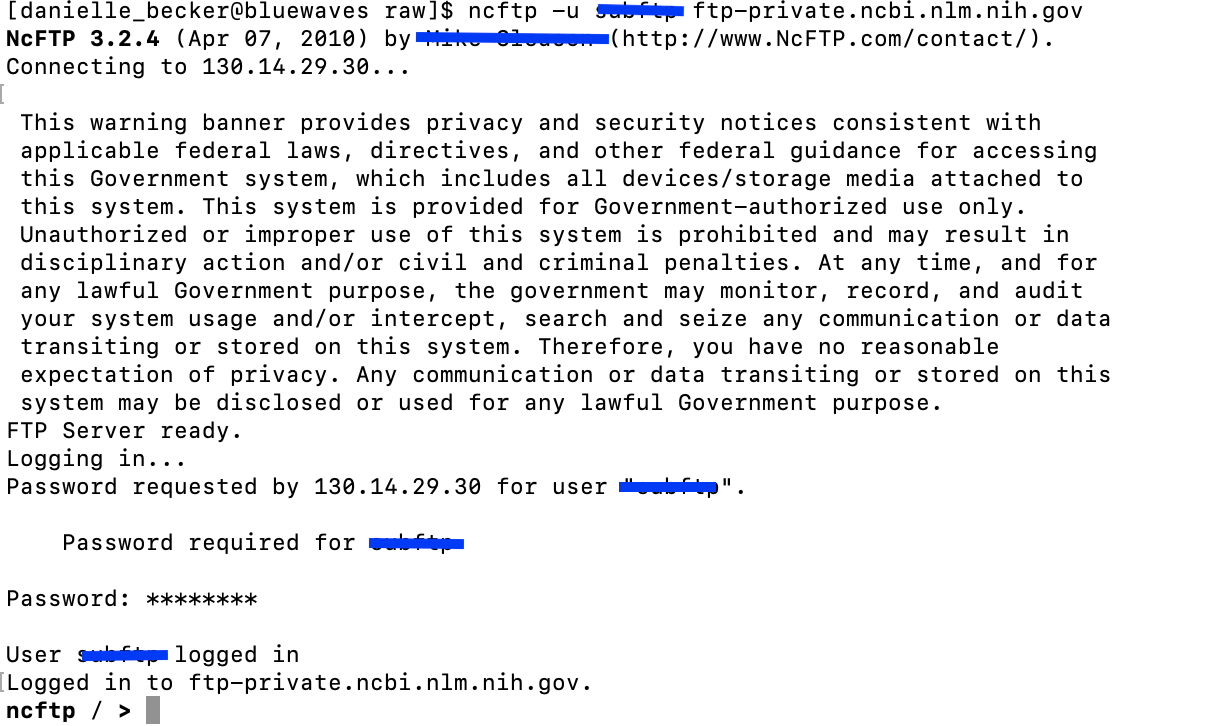 [danielle_becker@bluewaves raw]$ ncftp -u ftp-private.ncbi.nlm.nih.gov
NcFTP 3.2.4 (Apr 07, 2010) by (http://www.NcFTP.com/contact/).
Connecting to 130.14.29.30...
[
This warning banner provides privacy and security notices consistent with
applicable federal laws, directives, and other federal guidance for accessing
this Government system, which includes all devices/storage media attached to
this system. This system is provided for Government-authorized use only.
Unauthorized or improper use of this system is prohibited and may result in
disciplinary action and/or civil and criminal penalties. At any time, and for
any lawful Government purpose, the government may monitor, record, and audit
your system usage and/or intercept, search and seize any communication or data
transiting or stored on this system. Therefore, you have no reasonable
expectation of privacy. Any communication or data transiting or stored on this
system may be disclosed or used for any lawful Government purpose.
FTP Server ready.
Logging in...
Password requested by 130.14.29.30 for user ".
Password required for
Password: ********
User logged in
[Logged in to ftp-private.ncbi.nlm.nih.gov.
ncftp / >